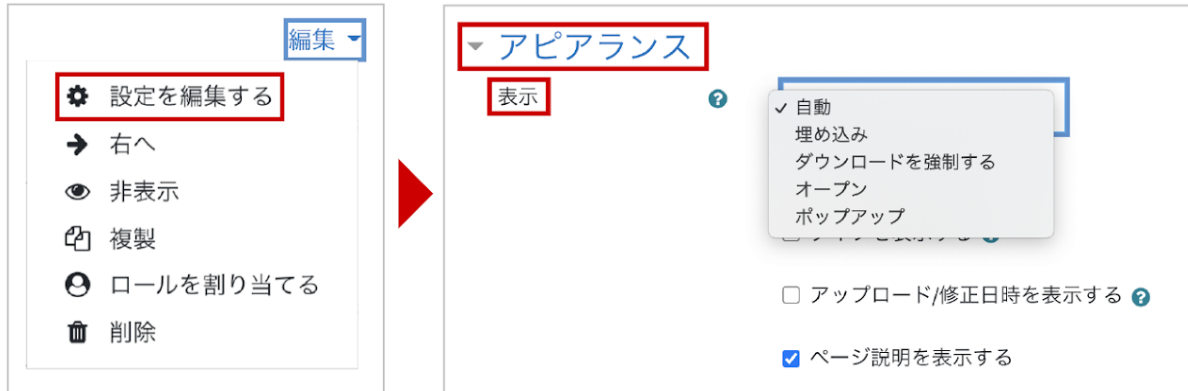 編集
設定を編集する
右へ
非表示
複製
ロールを割り当てる
削除
アピアランス
表示
自動
埋め込み
ダウンロードを強制する
オープン
ポップアップ
アップロード/修正日時を表示する
ページ説明を表示する